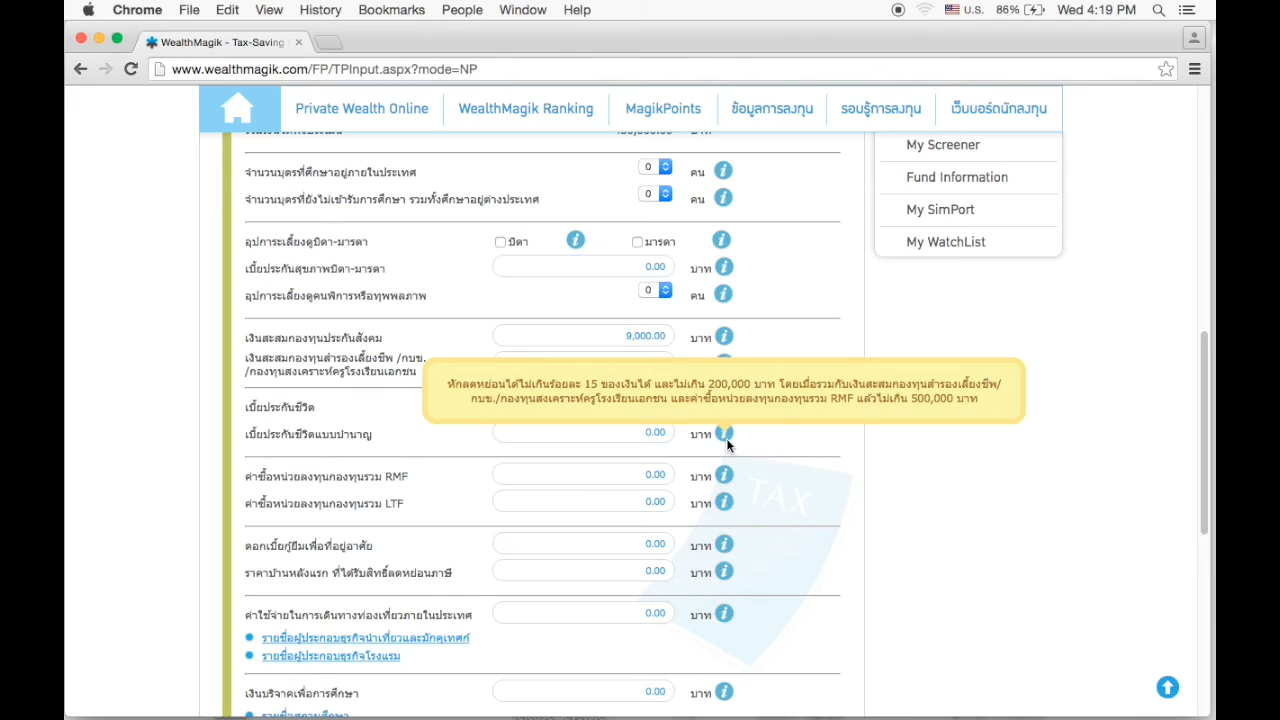 Chrome File Edit View History Bookmarks People Window Help U.S. 86% Wed 4:19 PM
WealthMagik - Tax-Saving
www.wealthmagik.com/FP/TPInput.aspx?mode=NP
Private Wealth Online WealthMagik Ranking MagikPoints ข้อมูลการลงทุน รอบรู้การลงทุน เว็บบอร์ดนักลงทุน
My Screener
Fund Information
My SimPort
My WatchList
จำนวนบุตรที่ศึกษาอยู่ภายในประเทศ 0 คน
จำนวนบุตรที่ยังไม่เข้ารับการศึกษา รวมทั้งศึกษาอยู่ต่างประเทศ 0 คน
อุปการะเลี้ยงดูบิดา-มารดา บิดา มารดา
เบี้ยประกันสุขภาพบิดา-มารดา 0.00 บาท
อุปการะเลี้ยงดูคนพิการหรือทุพพลภาพ 0 คน
เงินสะสมกองทุนประกันสังคม 9,000.00 บาท
เงินสะสมกองทุนสำรองเลี้ยงชีพ /กบข.
/กองทุนสงเคราะห์ครูโรงเรียนเอกชน
หักลดหย่อนได้ไม่เกินร้อยละ 15 ของเงินได้ และไม่เกิน 200,000 บาท โดยเมื่อรวมกับเงินสะสมกองทุนสำรองเลี้ยงชีพ/
กบข./กองทุนสงเคราะห์ครูโรงเรียนเอกชน และค่าซื้อหน่วยลงทุนกองทุนรวม RMF แล้วไม่เกิน 500,000 บาท
เบี้ยประกันชีวิต
เบี้ยประกันชีวิตแบบบำนาญ 0.00 บาท
ค่าซื้อหน่วยลงทุนกองทุนรวม RMF 0.00 บาท
ค่าซื้อหน่วยลงทุนกองทุนรวม LTF 0.00 บาท
TAX
ดอกเบี้ยกู้ยืมเพื่อที่อยู่อาศัย 0.00 บาท
ราคาบ้านหลังแรก ที่ได้รับสิทธิ์ลดหย่อนภาษี 0.00 บาท
ค่าใช้จ่ายในการเดินทางท่องเที่ยวภายในประเทศ 0.00 บาท
รายชื่อผู้ประกอบธุรกิจนำเที่ยวและมัคคุเทศก์
รายชื่อผู้ประกอบธุรกิจโรงแรม
เงินบริจาคเพื่อการศึกษา 0.00 บาท
รายชื่อสถานศึกษา